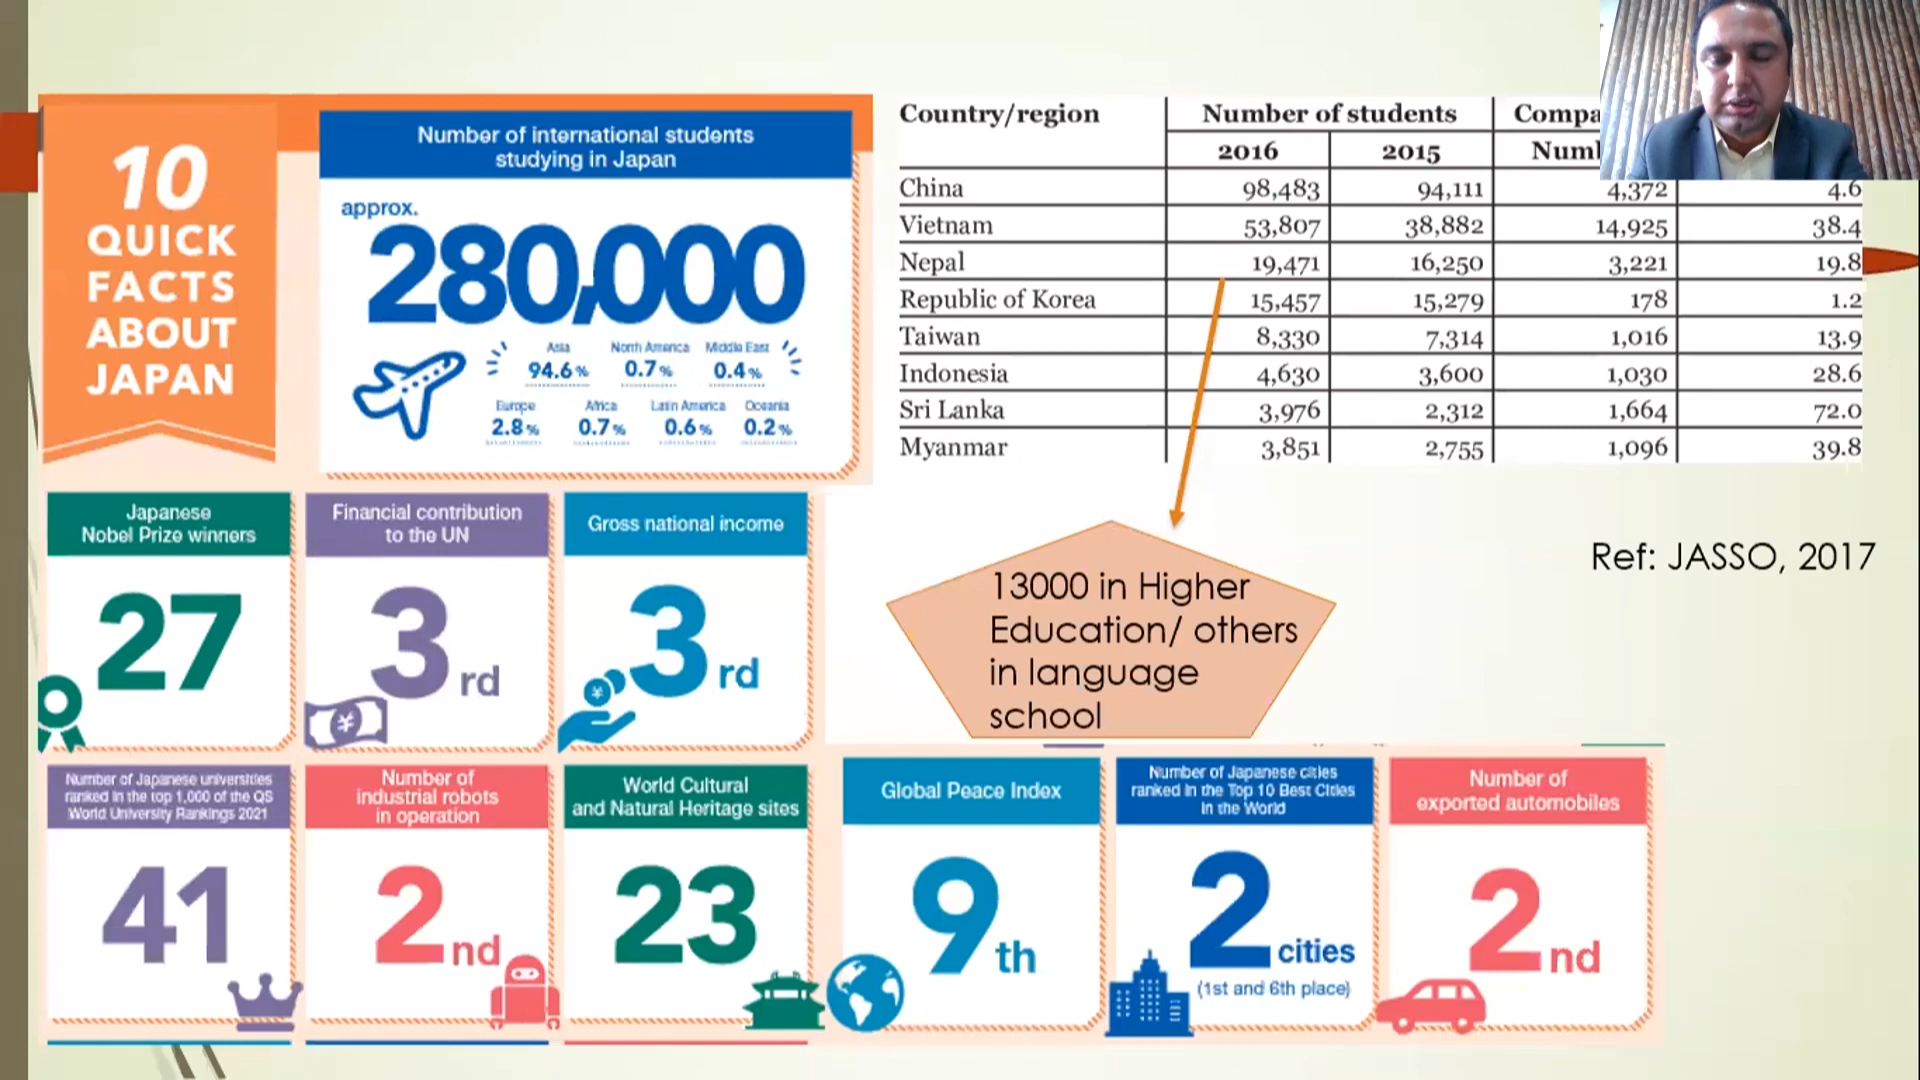 10
QUICK
FACTS
ABOUT
JAPAN
Number of international students
studying in Japan
approx.
280,000
Asia North America Middle East
94.6% 0.7% 0.4%
Europe Africa Latin America Oceania
2.8% 0.7% 0.6% 0.2%
Country/region Number of students
2016 2015
China 98,483 94,111 4,372 4.6
Vietnam 53,807 38,882 14,925 38.4
Nepal 19,471 16,250 3,221 19.8
Republic of Korea 15,457 15,279 178 1.2
Taiwan 8,330 7,314 1,016 13.9
Indonesia 4,630 3,600 1,030 28.6
Sri Lanka 3,976 2,312 1,664 72.0
Myanmar 3,851 2,755 1,096 39.8
Japanese
Nobel Prize winners
27
Financial contribution
to the UN
3rd
Gross national income
3rd
13000 in Higher
Education/ others
in language
school
Ref: JASSO, 2017
Number of Japanese universities
ranked in the top 1,000 of the QS
World University Rankings 2021
41
Number of
industrial robots
in operation
2nd
World Cultural
and Natural Heritage sites
23
Global Peace Index
9th
Number of Japanese cities
ranked in the Top 10 Best Cities
in the World
2 cities
(1st and 6th place)
Number of
exported automobiles
2nd